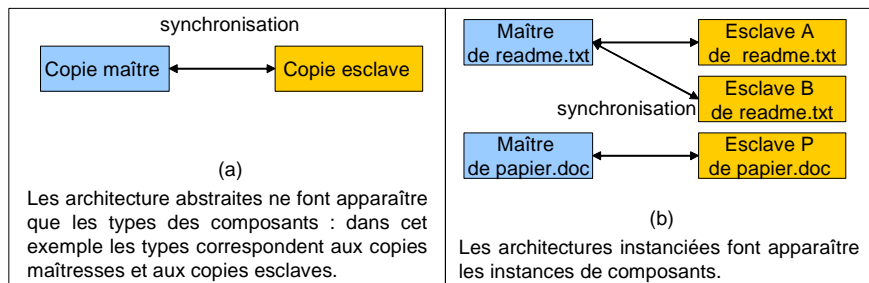 synchronisation
Copie maître
Copie esclave
(a)
Les architecture abstraites ne font apparaître
que les types des composants : dans cet
exemple les types correspondent aux copies
maîtresses et aux copies esclaves.
Maître
de readme.txt
Esclave A
de readme.txt
Esclave B
de readme.txt
synchronisation
Maître
de papier.doc
Esclave P
de papier.doc
(b)
Les architectures instanciées font apparaître
les instances de composants.